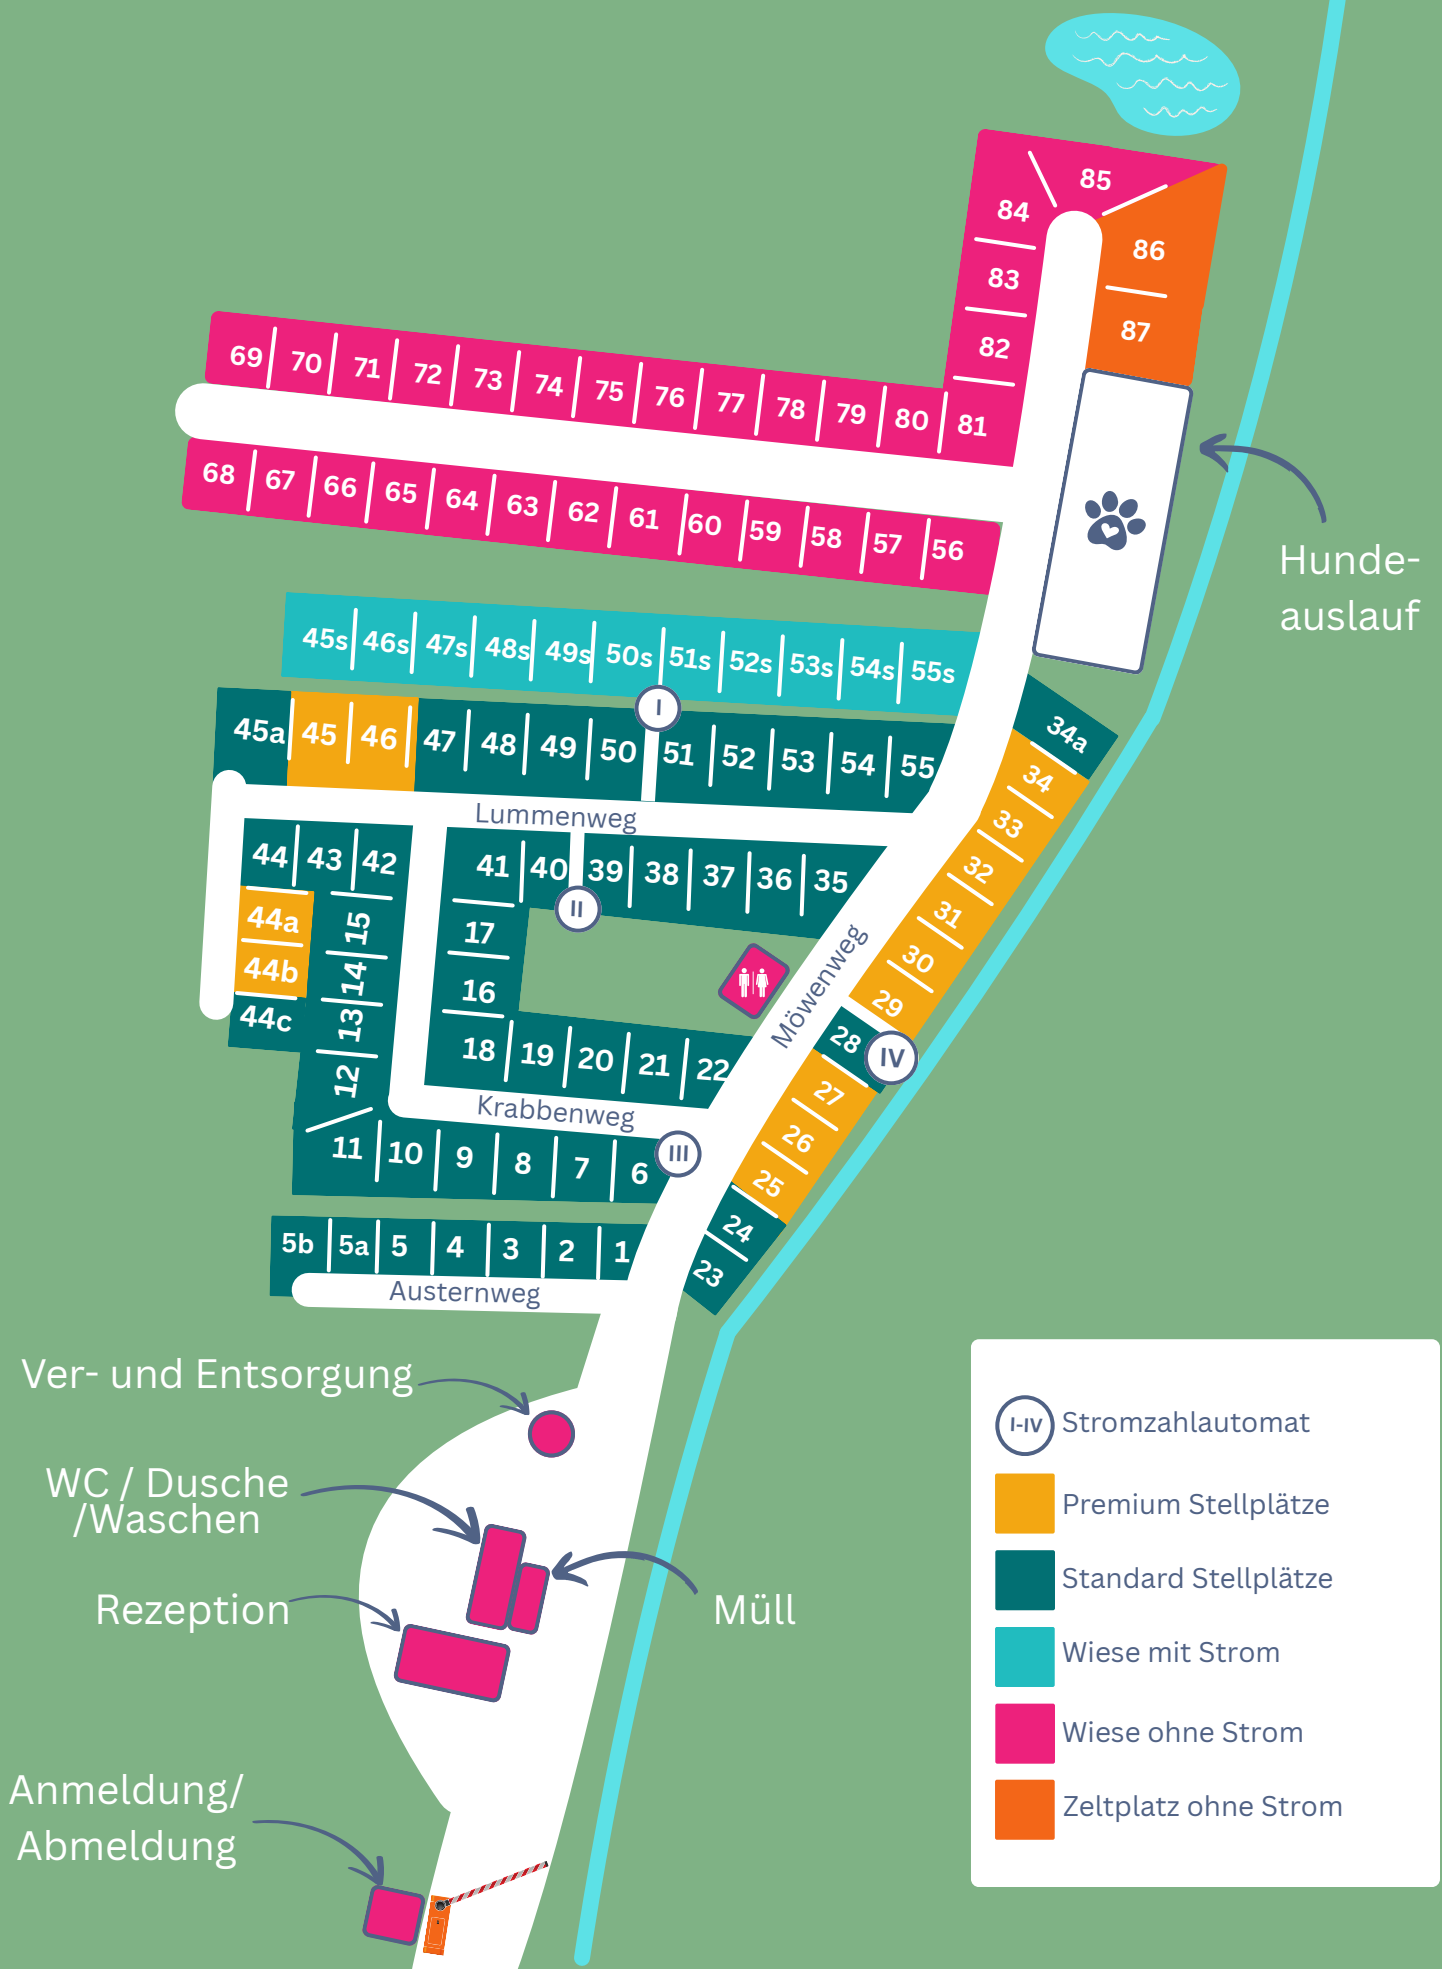 85
84
86
83
87
82
69 70 71 72 73 74 75 76 77 78 79 80 81
68 67 66 65 64 63 62 61 60 59 58 57 56
Hunde-
auslauf
45s 46s 47s 48s 49s 50s 51s 52s 53s 54s 55s
I
45a 45 46 47 48 49 50 51 52 53 54 55
34a
34
33
32
31
30
29
28
IV
27
26
25
24
23
Lummenweg
44 43 42
41 40 39 38 37 36 35
II
44a
44b
44c
15
14
13
12
17
16
18 19 20 21 22
Möwenweg
Krabbenweg
III
11 10 9 8 7 6
5b 5a 5 4 3 2 1
Austernweg
Ver- und Entsorgung
WC / Dusche
/Waschen
Rezeption
Müll
Anmeldung/
Abmeldung
I-IV Stromzahlautomat
Premium Stellplätze
Standard Stellplätze
Wiese mit Strom
Wiese ohne Strom
Zeltplatz ohne Strom